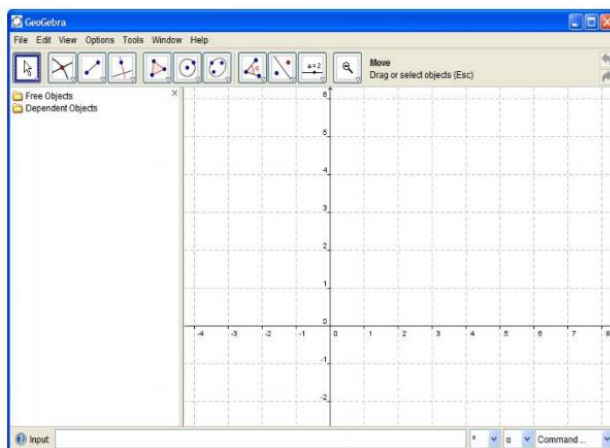 GeoGebra
File Edit View Options Tools Window Help
a=2
Move
Drag or select objects (Esc)
Free Objects
Dependent Objects
6
5
4
3
2
1
0
-4 -3 -2 -1 0 1 2 3 4 5 6 7 8
-1
-2
Input:
° α Command ...